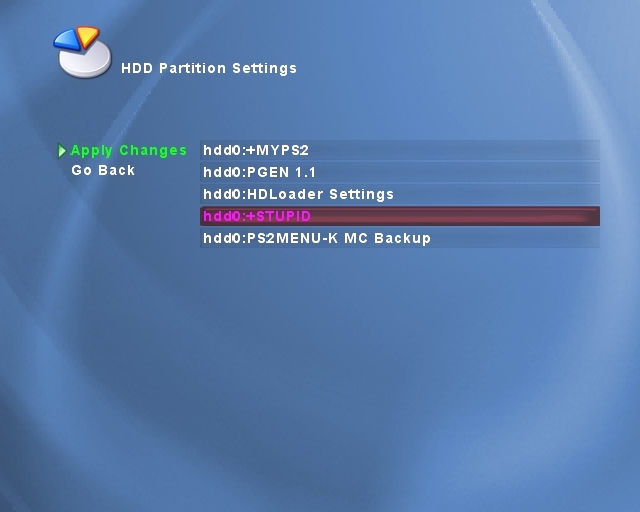 HDD Partition Settings
Apply Changes
Go Back
hdd0:+MYPS2
hdd0:PGEN 1.1
hdd0:HDLoader Settings
hdd0:+STUPID
hdd0:PS2MENU-K MC Backup